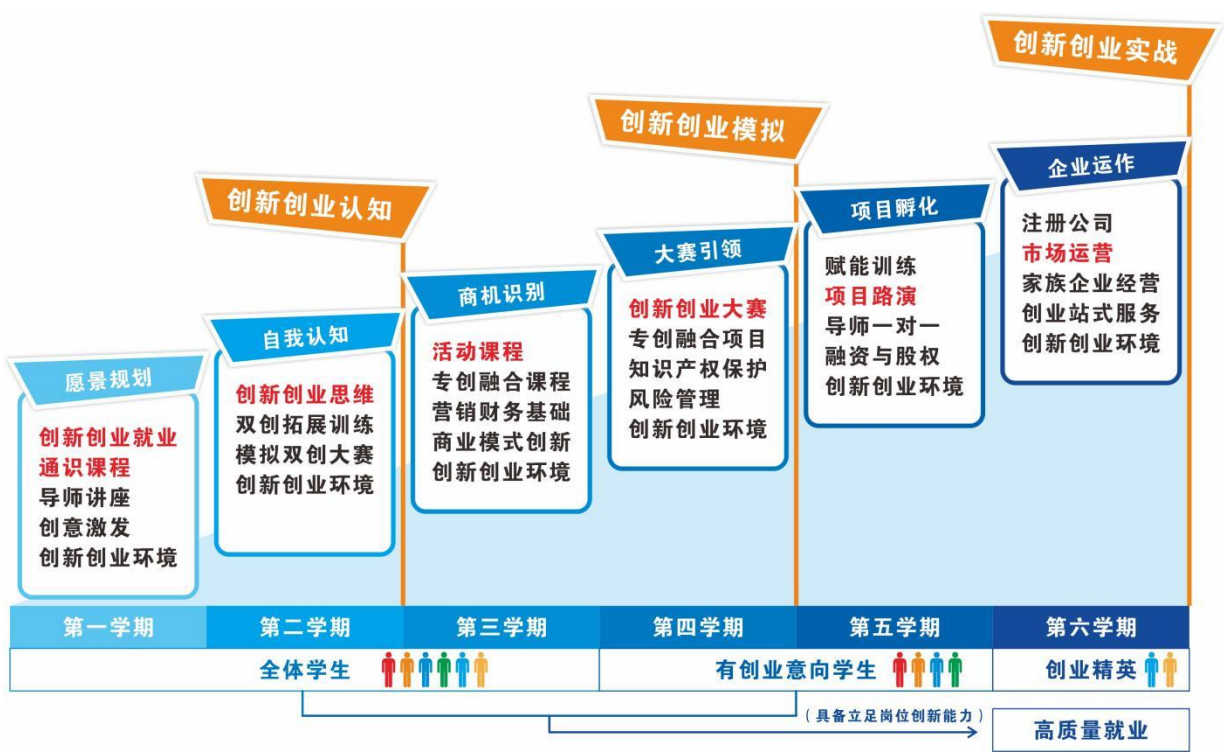 创新创业实战
创新创业模拟
创新创业认知
愿景规划
创新创业就业
通识课程
导师讲座
创意激发
创新创业环境
自我认知
创新创业思维
双创拓展训练
模拟双创大赛
创新创业环境
商机识别
活动课程
专创融合课程
营销财务基础
商业模式创新
创新创业环境
大赛引领
创新创业大赛
专创融合项目
知识产权保护
风险管理
创新创业环境
项目孵化
赋能训练
项目路演
导师一对一
融资与股权
创新创业环境
企业运作
注册公司
市场运营
家族企业经营
创业站式服务
创新创业环境
第一学期
第二学期
第三学期
第四学期
第五学期
第六学期
全体学生
有创业意向学生
创业精英
(具备立足岗位创新能力)
高质量就业